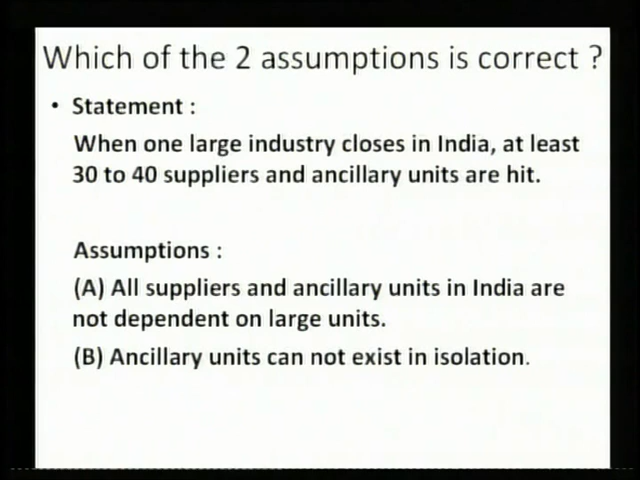 Which of the 2 assumptions is correct ?
• Statement :
When one large industry closes in India, at least
30 to 40 suppliers and ancillary units are hit.
Assumptions :
(A) All suppliers and ancillary units in India are
not dependent on large units.
(B) Ancillary units can not exist in isolation.